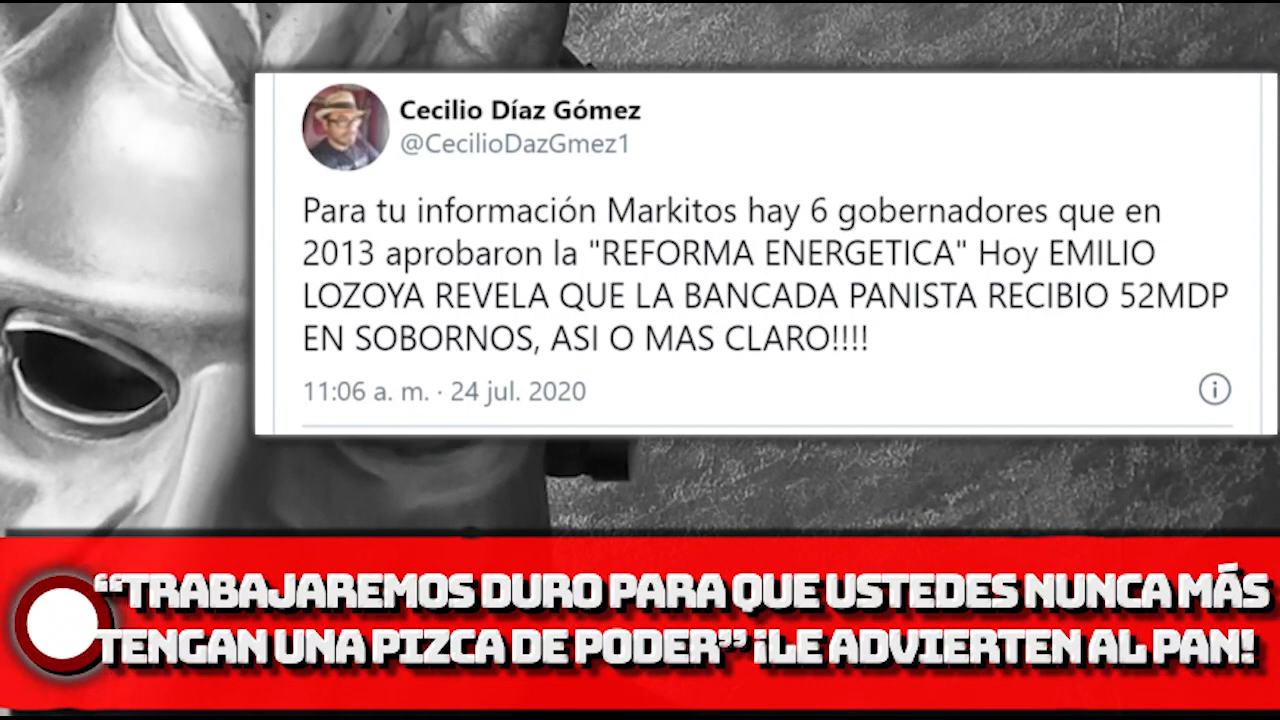 Cecilio Díaz Gómez
@CecilioDazGmez1
Para tu información Markitos hay 6 gobernadores que en
2013 aprobaron la "REFORMA ENERGETICA" Hoy EMILIO
LOZOYA REVELA QUE LA BANCADA PANISTA RECIBIO 52MDP
EN SOBORNOS, ASI O MAS CLARO!!!!
11:06 a. m. · 24 jul. 2020
“TRABAJAREMOS DURO PARA QUE USTEDES NUNCA MÁS
TENGAN UNA PIZCA DE PODER” ¡LE ADVIERTEN AL PAN!